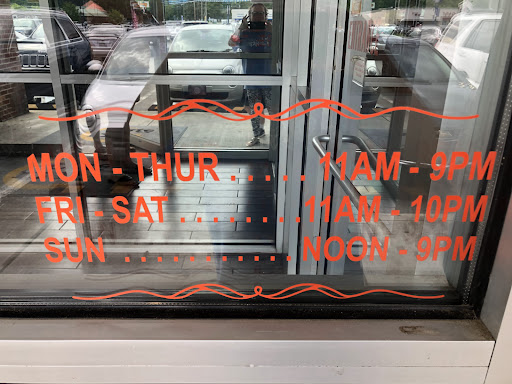 MON - THUR . . . . . 11AM - 9PM
FRI - SAT . . . . . . . . 11AM - 10PM
SUN . . . . . . . . . . . NOON - 9PM